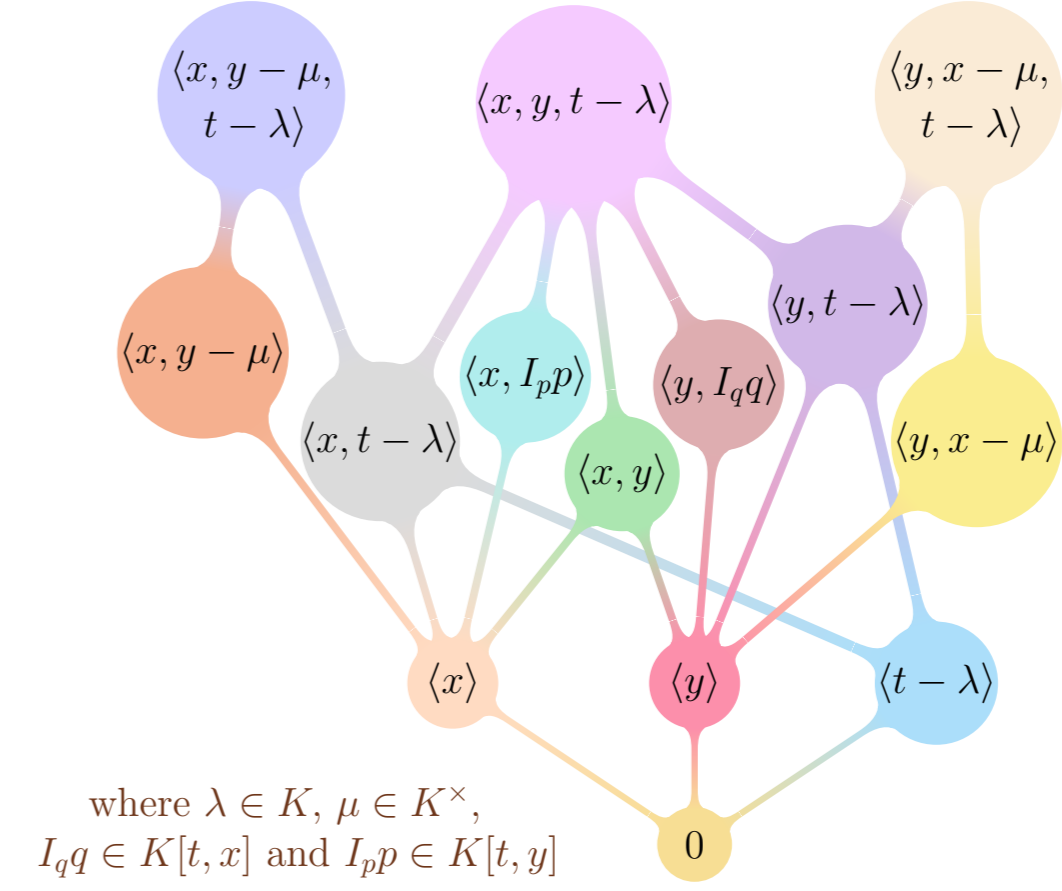 ⟨x, y − μ,
t − λ⟩
⟨x, y, t − λ⟩
⟨y, x − μ,
t − λ⟩
⟨y, t − λ⟩
⟨x, y − μ⟩
⟨x, I_p p⟩
⟨y, I_q q⟩
⟨x, t − λ⟩
⟨y, x − μ⟩
⟨x, y⟩
⟨x⟩
⟨y⟩
⟨t − λ⟩
0
where λ ∈ K, μ ∈ K^×,
I_q q ∈ K[t, x] and I_p p ∈ K[t, y]